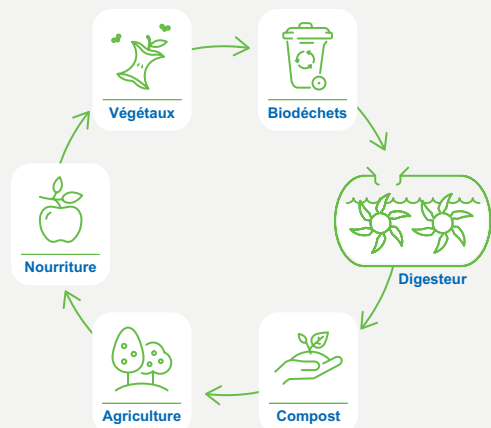 Végétaux
Biodéchets
Digesteur
Compost
Agriculture
Nourriture